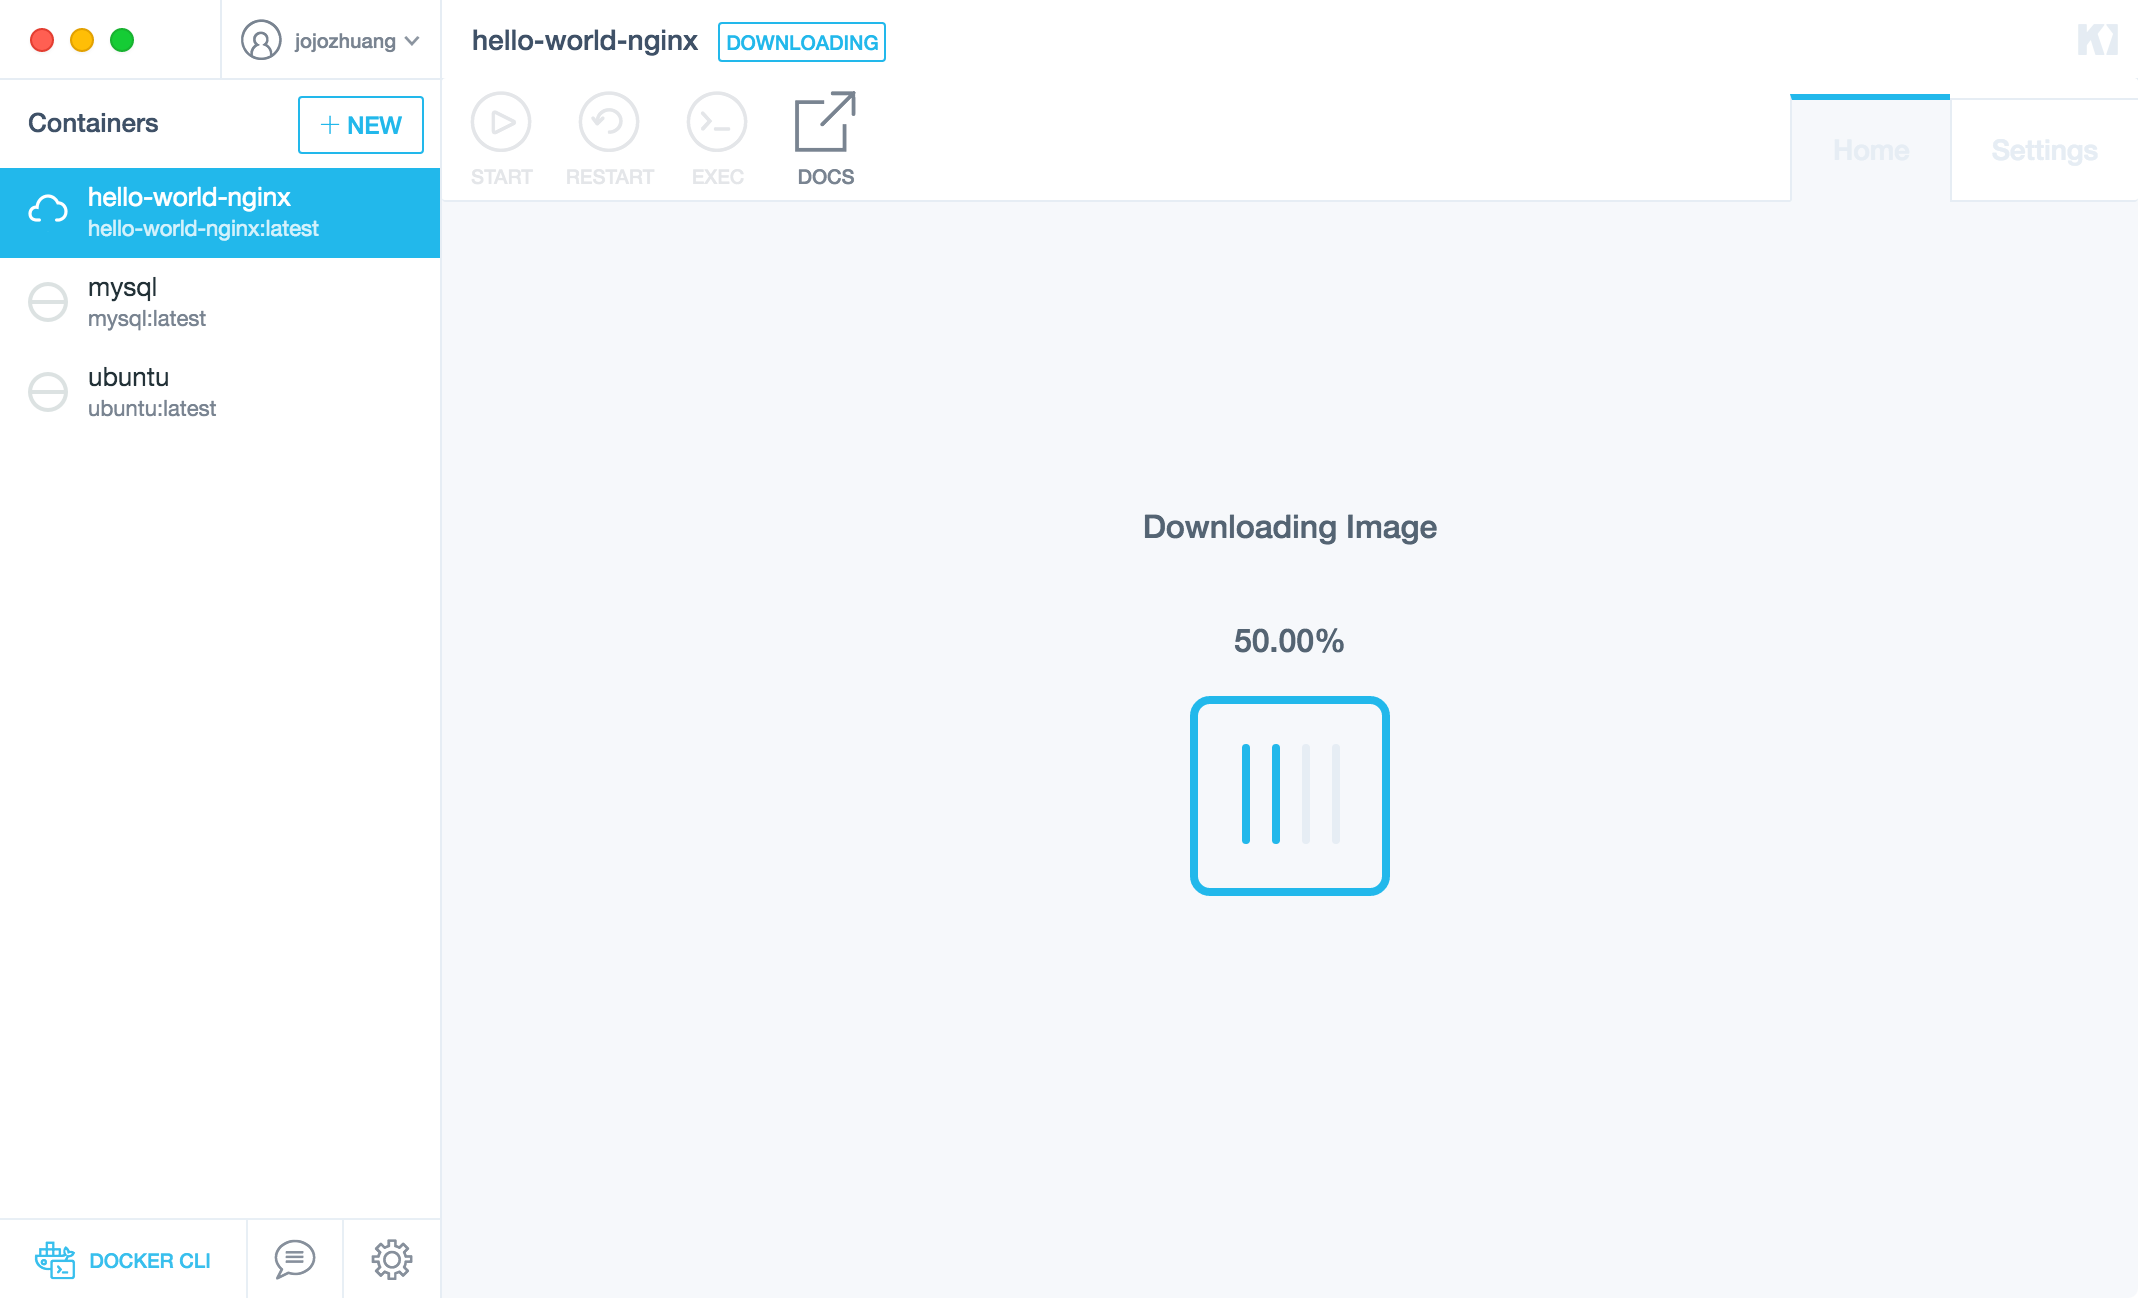 jojozhuang
hello-world-nginx DOWNLOADING
Containers
+ NEW
START RESTART EXEC DOCS
Home Settings
hello-world-nginx
hello-world-nginx:latest
mysql
mysql:latest
ubuntu
ubuntu:latest
Downloading Image
50.00%
DOCKER CLI